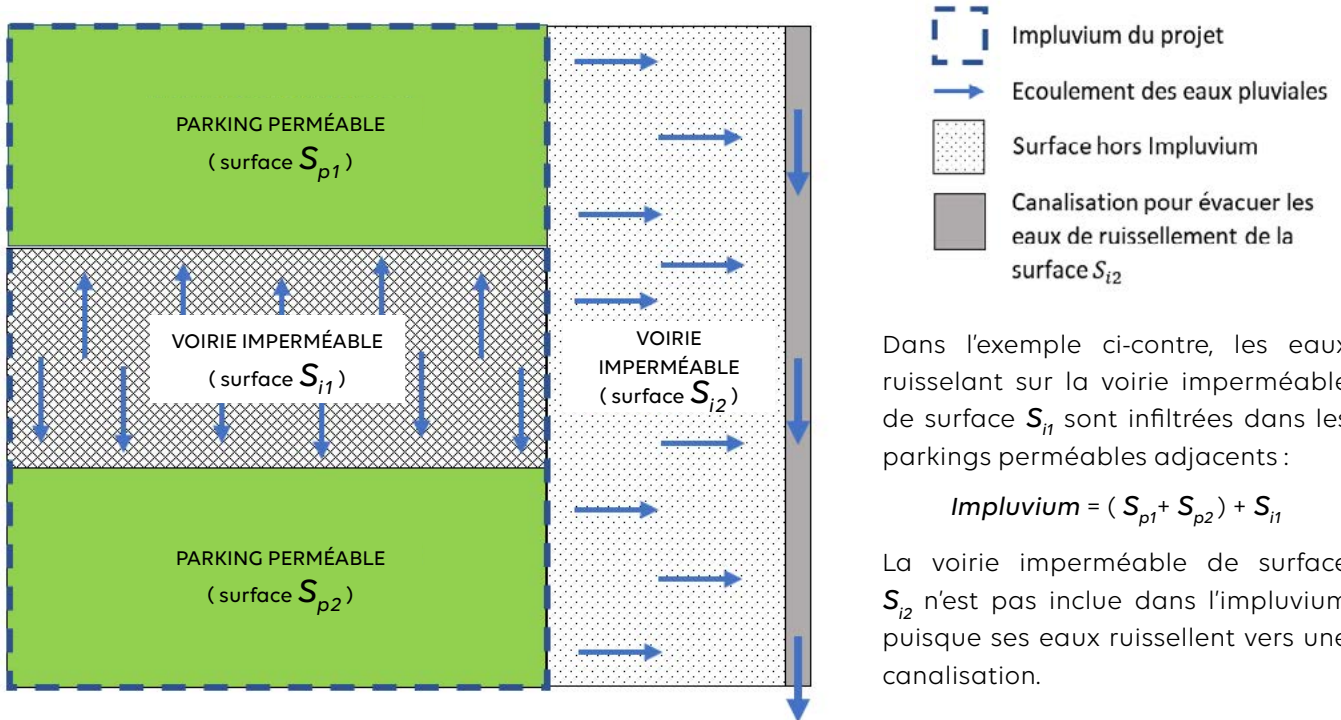 PARKING PERMÉABLE
( surface Sp1 )
VOIRIE IMPERMÉABLE
( surface Si1 )
VOIRIE
IMPERMÉABLE
( surface Si2 )
PARKING PERMÉABLE
( surface Sp2 )
Impluvium du projet
Ecoulement des eaux pluviales
Surface hors Impluvium
Canalisation pour évacuer les
eaux de ruissellement de la
surface Si2
Dans l'exemple ci-contre, les eaux
ruisselant sur la voirie imperméable
de surface Si1 sont infiltrées dans les
parkings perméables adjacents :
Impluvium = ( Sp1+ Sp2 ) + Si1
La voirie imperméable de surface
Si2 n'est pas inclue dans l'impluvium
puisque ses eaux ruissellent vers une
canalisation.